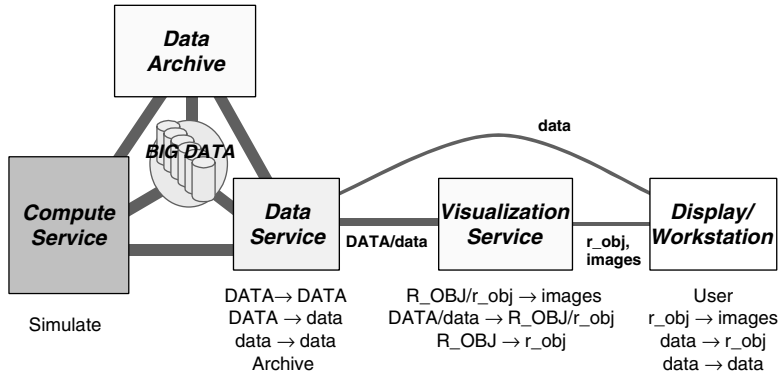 Data
Archive
data
BIG DATA
Compute
Service
Data
Service
DATA/data
Visualization
Service
r_obj,
images
Display/
Workstation
Simulate
DATA→ DATA
DATA → data
data → data
Archive
R_OBJ/r_obj → images
DATA/data → R_OBJ/r_obj
R_OBJ → r_obj
User
r_obj → images
data → r_obj
data → data